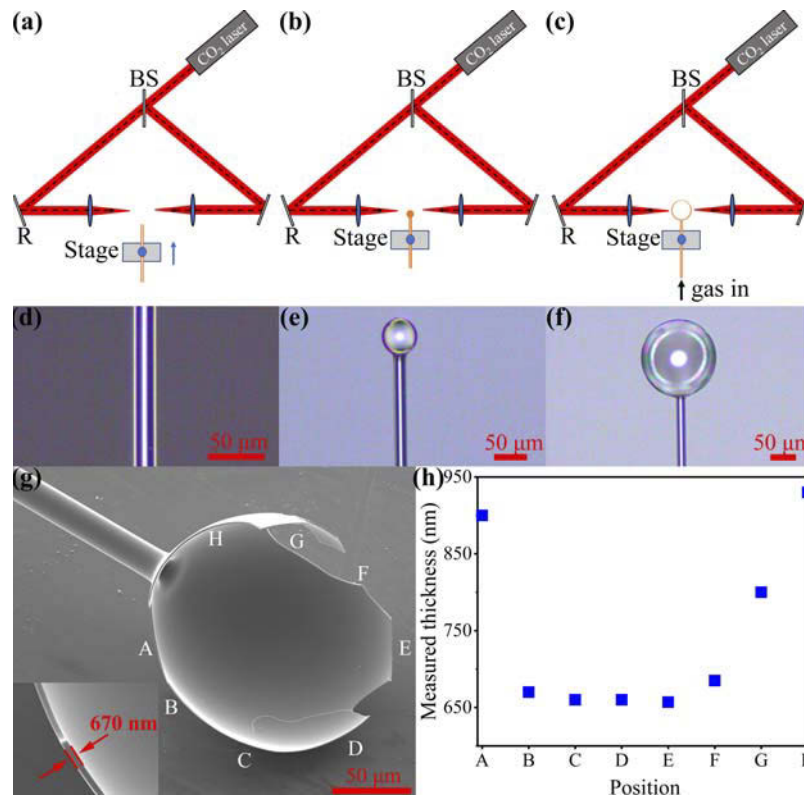 (a)
CO₂ laser
BS
R
Stage
(b)
CO₂ laser
BS
R
Stage
(c)
CO₂ laser
BS
R
Stage
gas in
(d)
50 μm
(e)
50 μm
(f)
50 μm
(g)
H
G
F
A
E
B
670 nm
C
D
50 μm
(h)
950
850
750
650
Measured thickness (nm)
A
B
C
D
E
F
G
Position